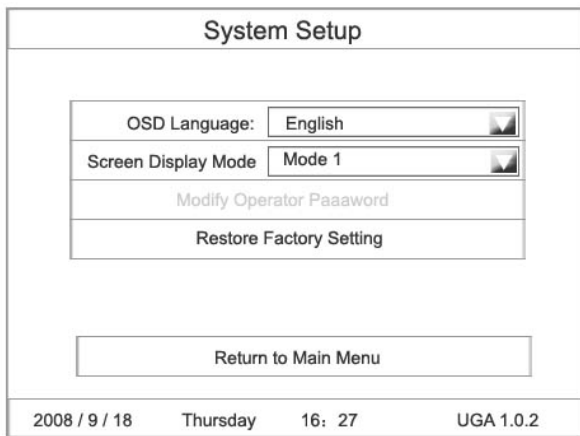 System Setup
OSD Language: English
Screen Display Mode Mode 1
Modify Operator Paaaword
Restore Factory Setting
Return to Main Menu
2008 / 9 / 18 Thursday 16：27 UGA 1.0.2